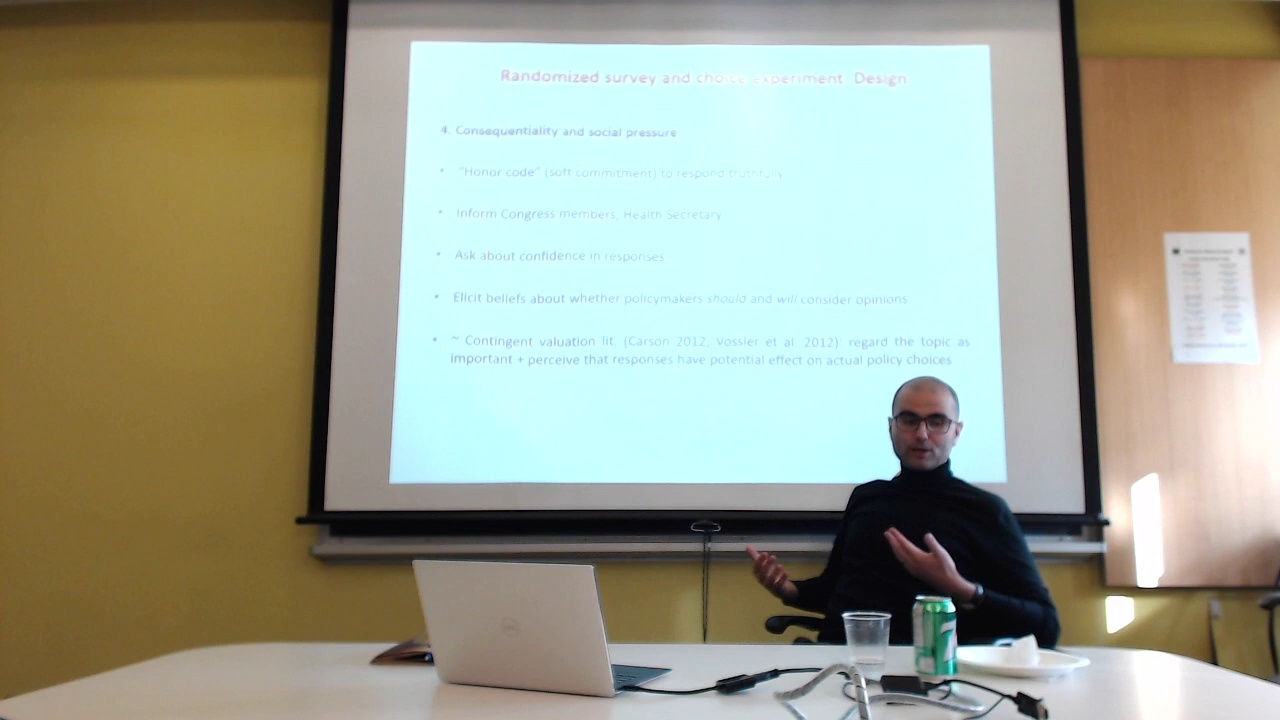 Randomized survey and choice experiment: Design
4. Consequentiality and social pressure
• "Honor code" (soft commitment) to respond truthfully
• Inform Congress members, Health Secretary
• Ask about confidence in responses
• Elicit beliefs about whether policymakers should and will consider opinions
• ~ Contingent valuation lit. (Carson 2012, Vossler et al. 2012): regard the topic as
important + perceive that responses have potential effect on actual policy choices
DELL